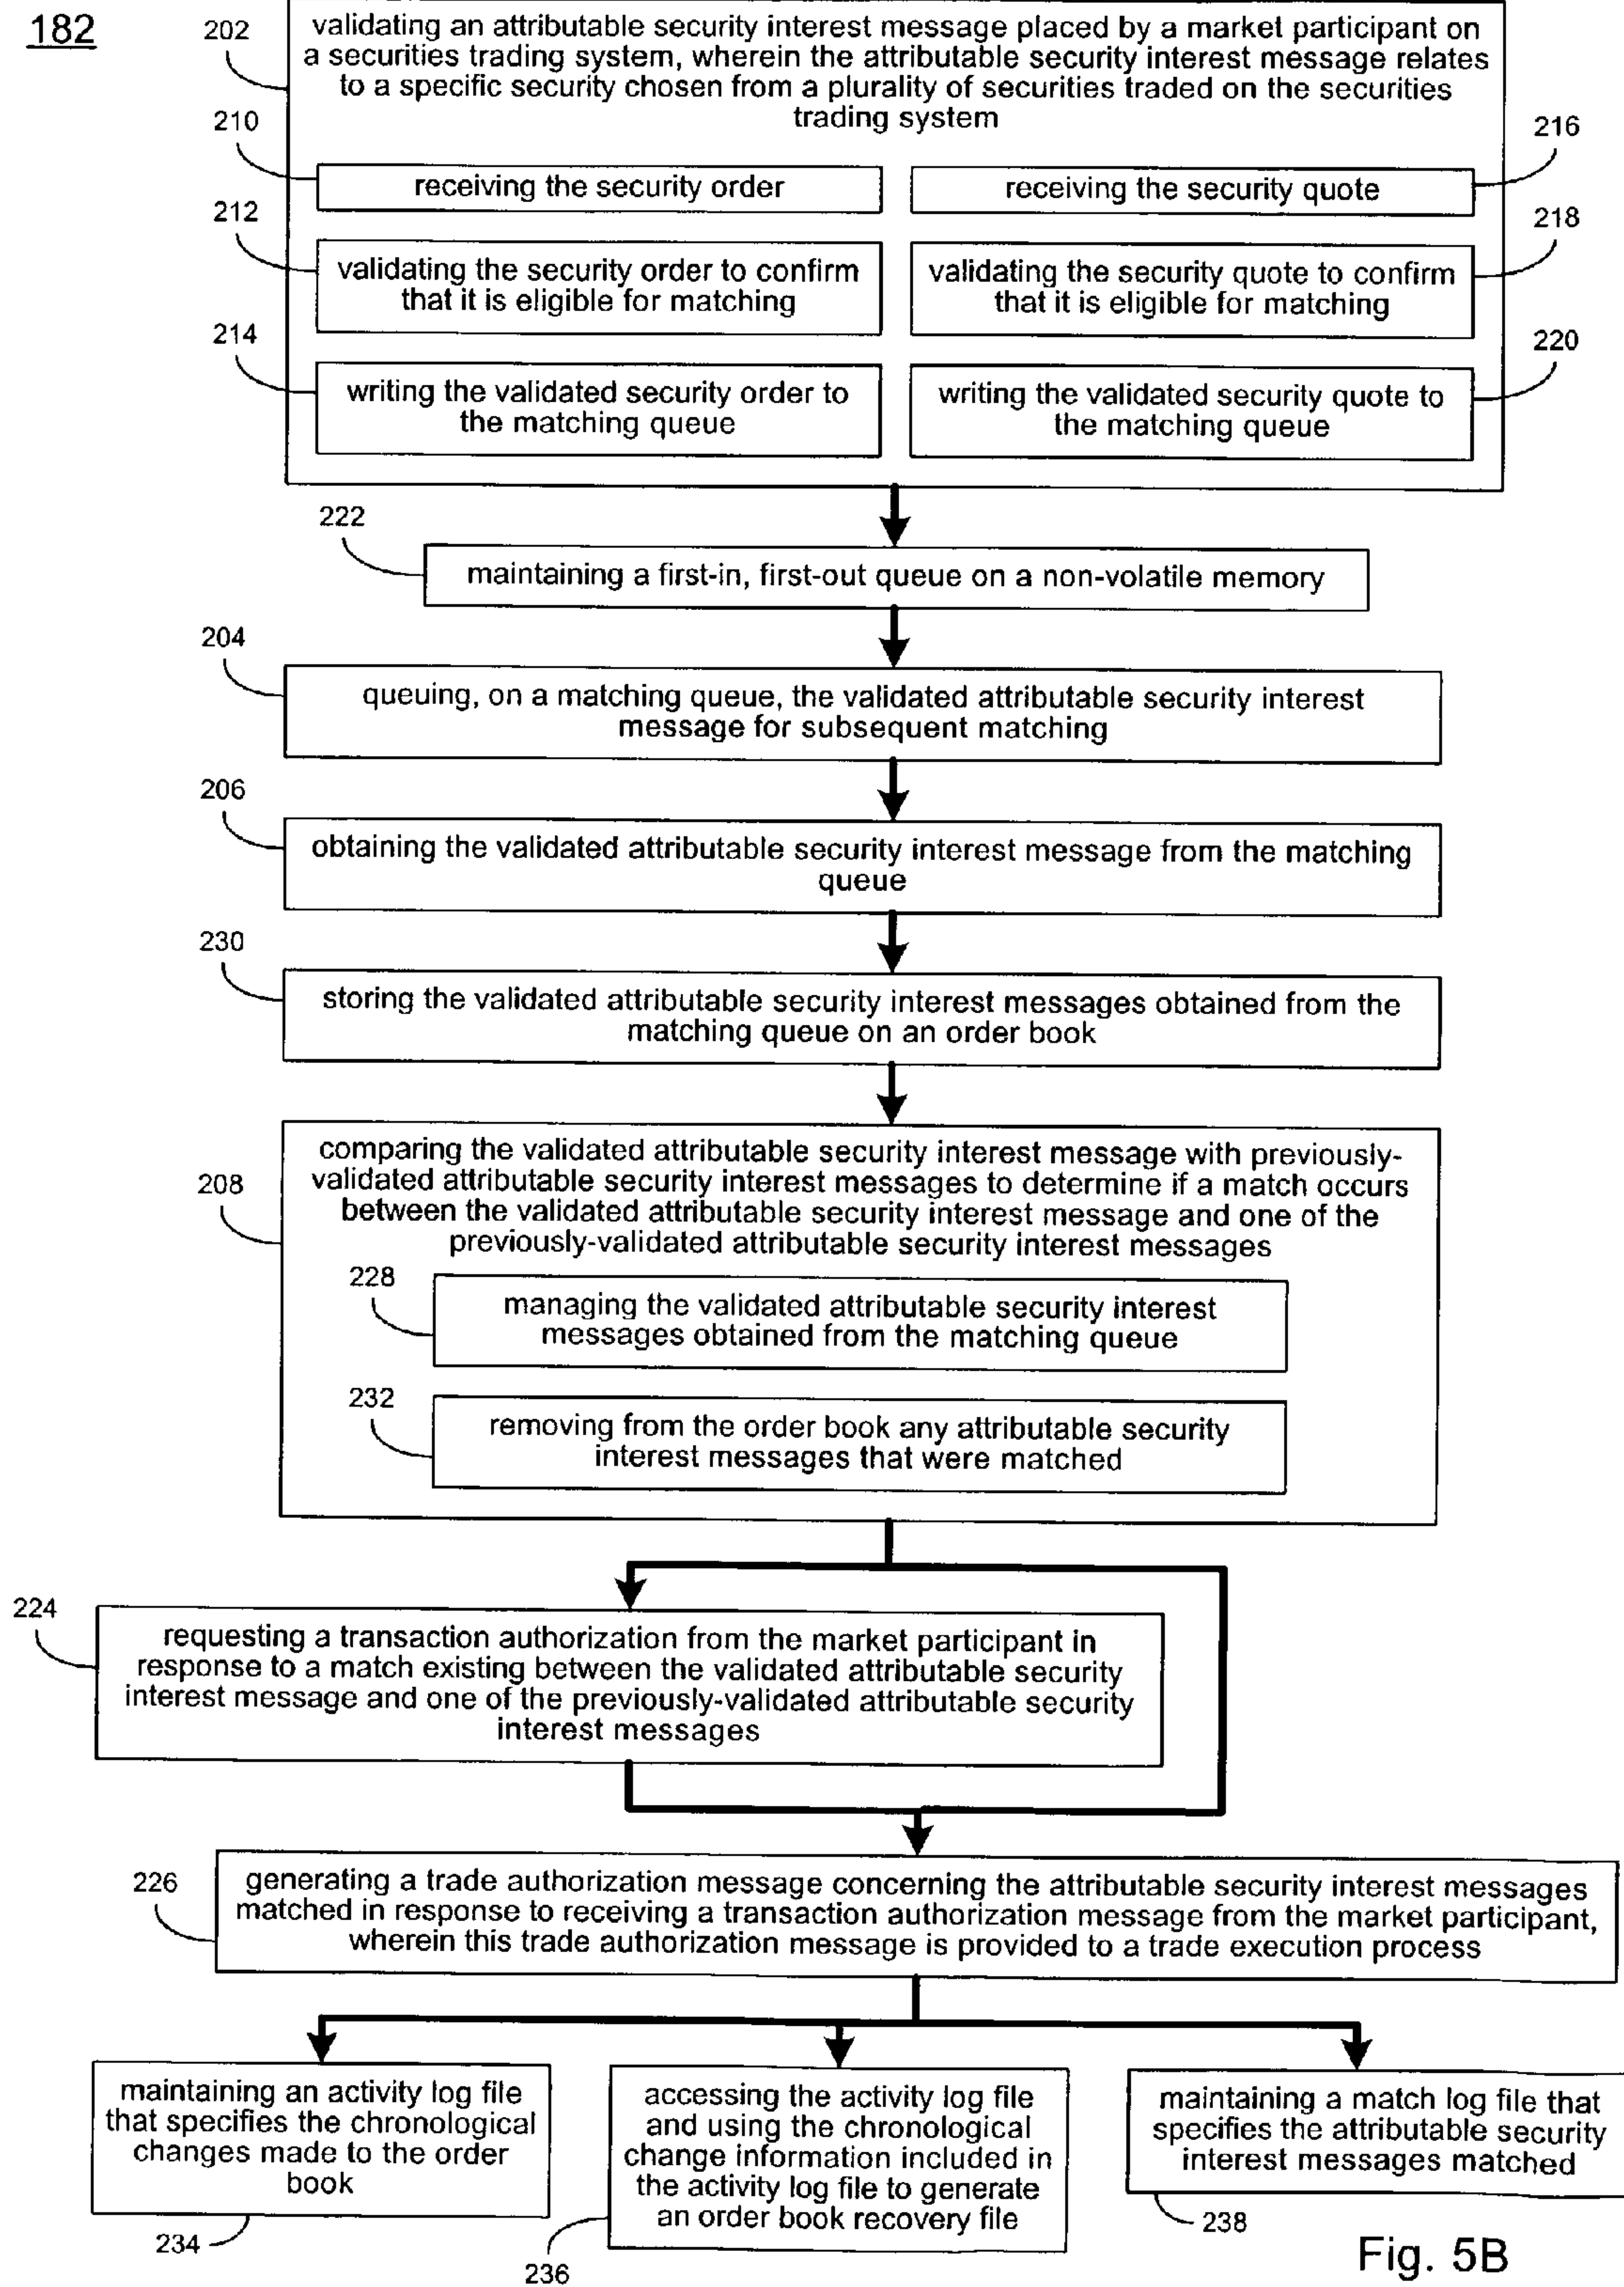 182
202
validating an attributable security interest message placed by a market participant on
a securities trading system, wherein the attributable security interest message relates
to a specific security chosen from a plurality of securities traded on the securities
trading system
210
receiving the security order
216
receiving the security quote
212
validating the security order to confirm
that it is eligible for matching
218
validating the security quote to confirm
that it is eligible for matching
214
writing the validated security order to
the matching queue
220
writing the validated security quote to
the matching queue
222
maintaining a first-in, first-out queue on a non-volatile memory
204
queuing, on a matching queue, the validated attributable security interest
message for subsequent matching
206
obtaining the validated attributable security interest message from the matching
queue
230
storing the validated attributable security interest messages obtained from the
matching queue on an order book
208
comparing the validated attributable security interest message with previously-
validated attributable security interest messages to determine if a match occurs
between the validated attributable security interest message and one of the
previously-validated attributable security interest messages
228
managing the validated attributable security interest
messages obtained from the matching queue
232
removing from the order book any attributable security
interest messages that were matched
224
requesting a transaction authorization from the market participant in
response to a match existing between the validated attributable security
interest message and one of the previously-validated attributable security
interest messages
226
generating a trade authorization message concerning the attributable security interest messages
matched in response to receiving a transaction authorization message from the market participant,
wherein this trade authorization message is provided to a trade execution process
maintaining an activity log file
that specifies the chronological
changes made to the order
book
234
accessing the activity log file
and using the chronological
change information included in
the activity log file to generate
an order book recovery file
236
maintaining a match log file that
specifies the attributable security
interest messages matched
238
Fig. 5B